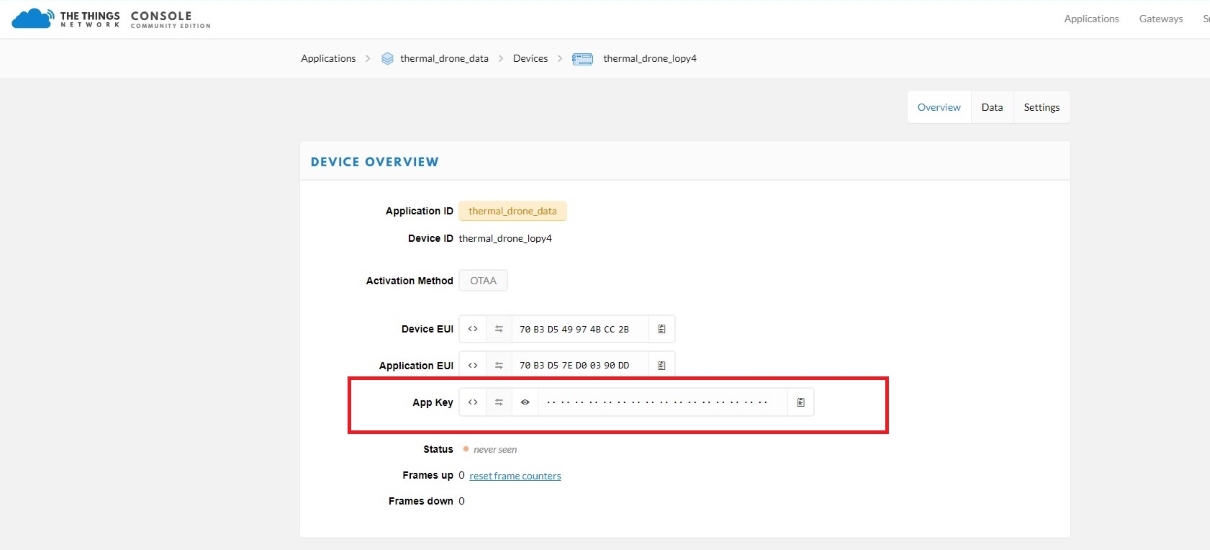 THE THINGS NETWORK CONSOLE COMMUNITY EDITION
Applications Gateways
Applications > thermal_drone_data > Devices > thermal_drone_lopy4
Overview Data Settings
DEVICE OVERVIEW
Application ID thermal_drone_data
Device ID thermal_drone_lopy4
Activation Method OTAA
Device EUI <> 70 B3 D5 49 97 4B CC 2B
Application EUI <> 70 B3 D5 7E D0 03 90 DD
App Key <> ·· ·· ·· ·· ·· ·· ·· ·· ·· ·· ·· ·· ·· ·· ·· ··
Status never seen
Frames up 0 reset frame counters
Frames down 0